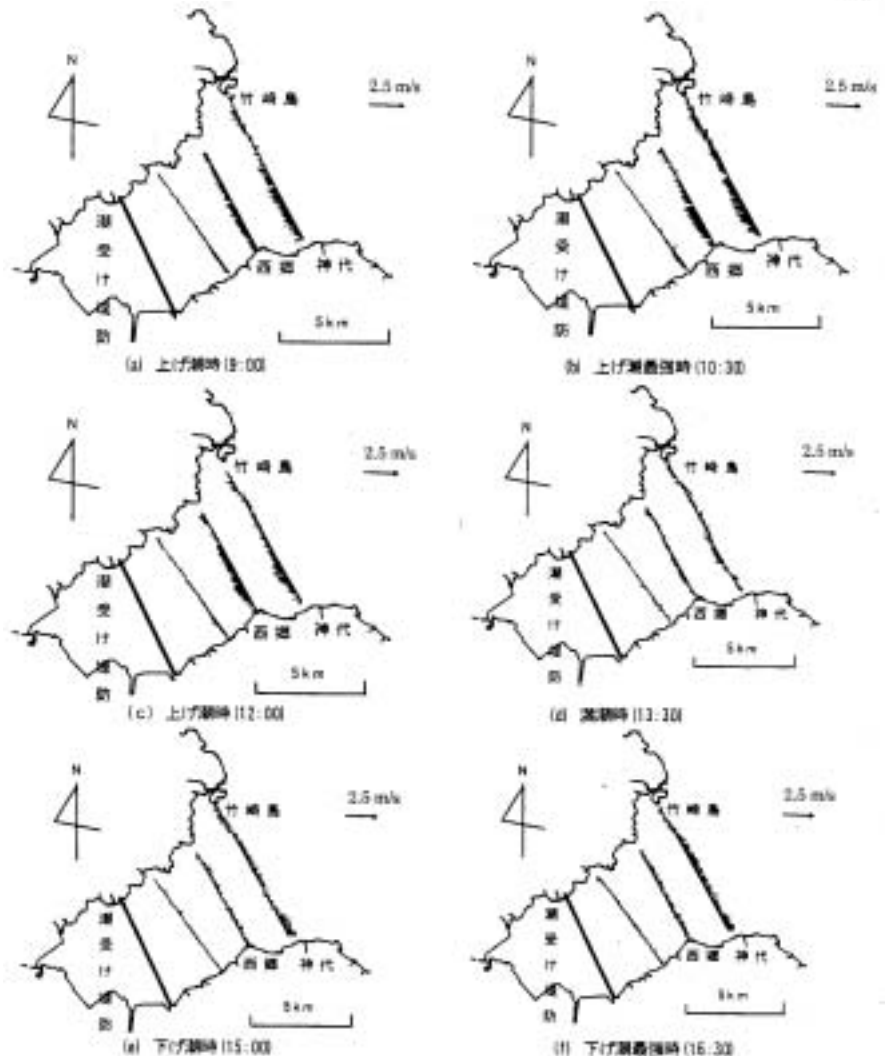 N
竹崎島
2.5 m/s
潮受け堤防
西郷
神代
5km
(a) 上げ潮時(9:00)
N
竹崎島
2.5 m/s
潮受け堤防
西郷
神代
5km
(b) 上げ潮最強時(10:30)
N
竹崎島
2.5 m/s
潮受け堤防
西郷
神代
5km
(c) 上げ潮時(12:00)
N
竹崎島
2.5 m/s
潮受け堤防
西郷
神代
5km
(d) 満潮時(13:30)
N
竹崎島
2.5 m/s
潮受け堤防
西郷
神代
5km
(e) 下げ潮時(15:00)
N
竹崎島
2.5 m/s
潮受け堤防
西郷
神代
5km
(f) 下げ潮最強時(16:30)